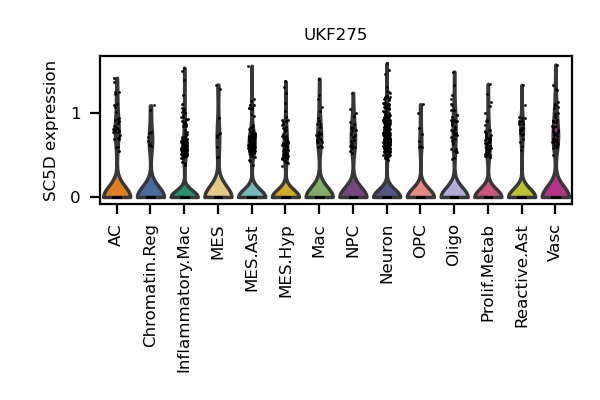 UKF275
SC5D expression
1
0
AC
Chromatin.Reg
Inflammatory.Mac
MES
MES.Ast
MES.Hyp
Mac
NPC
Neuron
OPC
Oligo
Prolif.Metab
Reactive.Ast
Vasc